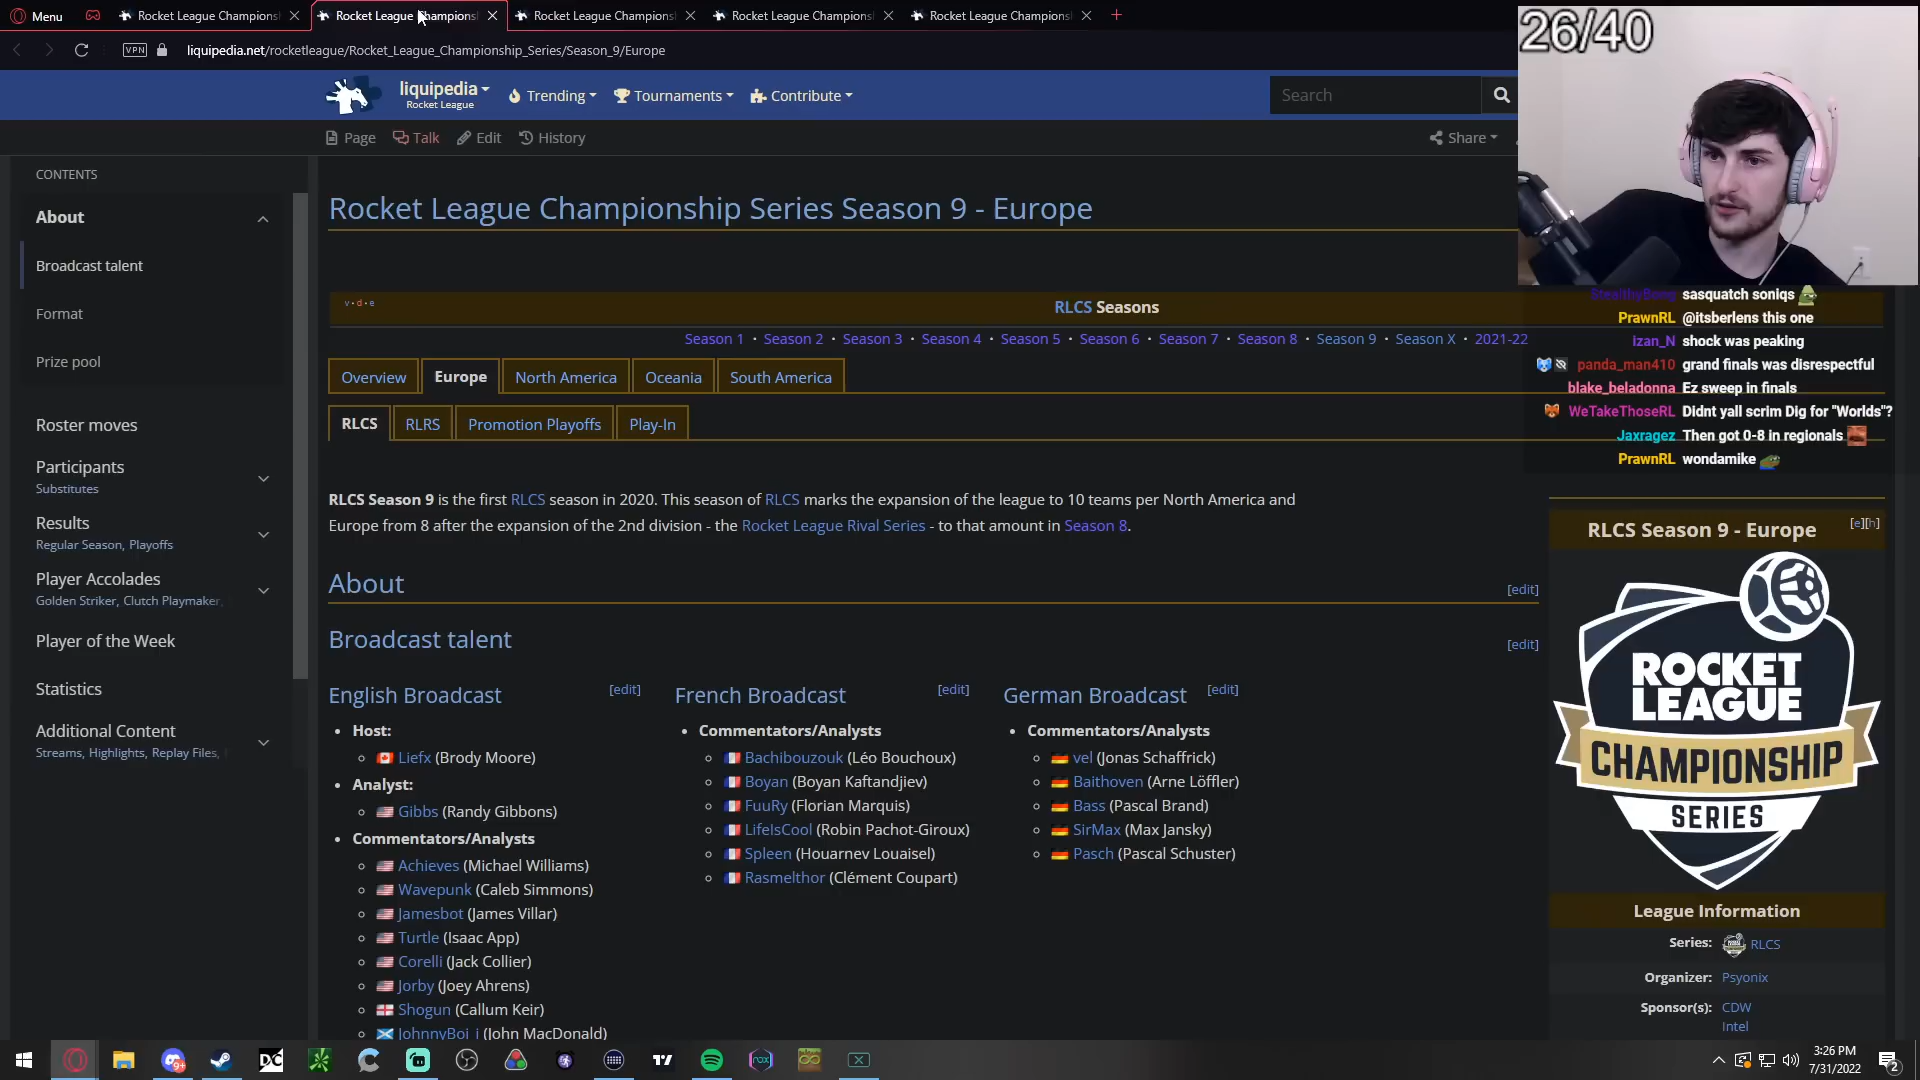 Menu
Rocket League Champions
Rocket League Champions
Rocket League Champions
Rocket League Champions
Rocket League Champions
VPN
liquipedia.net/rocketleague/Rocket_League_Championship_Series/Season_9/Europe
26/40
liquipedia
Rocket League
Trending
Tournaments
Contribute
Search
Page
Talk
Edit
History
Share
CONTENTS
About
Broadcast talent
Format
Prize pool
Roster moves
Participants
Substitutes
Results
Regular Season, Playoffs
Player Accolades
Golden Striker, Clutch Playmaker,
Player of the Week
Statistics
Additional Content
Streams, Highlights, Replay Files,
Rocket League Championship Series Season 9 - Europe
v · d · e
RLCS Seasons
Season 1 • Season 2 • Season 3 • Season 4 • Season 5 • Season 6 • Season 7 • Season 8 • Season 9 • Season X • 2021-22
Overview
Europe
North America
Oceania
South America
RLCS
RLRS
Promotion Playoffs
Play-In
RLCS Season 9 is the first RLCS season in 2020. This season of RLCS marks the expansion of the league to 10 teams per North America and
Europe from 8 after the expansion of the 2nd division - the Rocket League Rival Series - to that amount in Season 8.
About
[edit]
Broadcast talent
[edit]
English Broadcast
[edit]
Host:
Liefx (Brody Moore)
Analyst:
Gibbs (Randy Gibbons)
Commentators/Analysts
Achieves (Michael Williams)
Wavepunk (Caleb Simmons)
Jamesbot (James Villar)
Turtle (Isaac App)
Corelli (Jack Collier)
Jorby (Joey Ahrens)
Shogun (Callum Keir)
JohnnyBoi_i (John MacDonald)
French Broadcast
[edit]
Commentators/Analysts
Bachibouzouk (Léo Bouchoux)
Boyan (Boyan Kaftandjiev)
FuuRy (Florian Marquis)
LifeIsCool (Robin Pachot-Giroux)
Spleen (Houarnev Louaisel)
Rasmelthor (Clément Coupart)
German Broadcast
[edit]
Commentators/Analysts
vel (Jonas Schaffrick)
Baithoven (Arne Löffler)
Bass (Pascal Brand)
SirMax (Max Jansky)
Pasch (Pascal Schuster)
StealthyBong sasquatch soniqs
PrawnRL @itsberlens this one
izan_N shock was peaking
panda_man410 grand finals was disrespectful
blake_beladonna Ez sweep in finals
WeTakeThoseRL Didnt yall scrim Dig for "Worlds"?
Jaxragez Then got 0-8 in regionals
PrawnRL wondamike
RLCS Season 9 - Europe
[e][h]
ROCKET
LEAGUE
CHAMPIONSHIP
SERIES
League Information
Series: RLCS
Organizer: Psyonix
Sponsor(s): CDW
Intel
DC
9+
nox
3:26 PM
7/31/2022
2